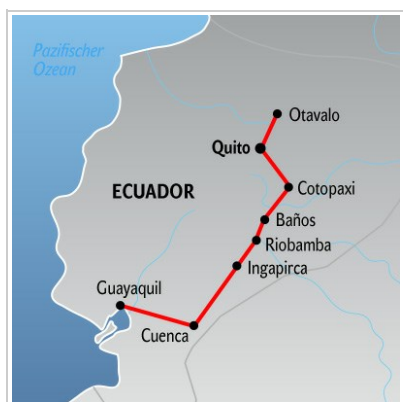 Pazifischer
Ozean
Otavalo
Quito
Cotopaxi
ECUADOR
Baños
Riobamba
Ingapirca
Guayaquil
Cuenca